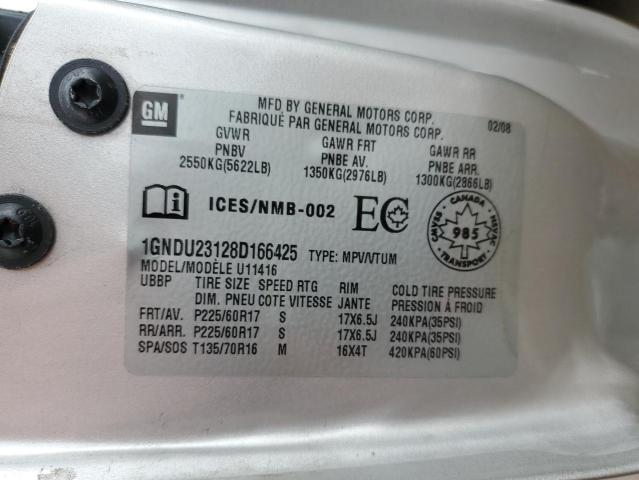 GM
MFD BY GENERAL MOTORS CORP.
FABRIQUÉ PAR GENERAL MOTORS CORP. 02/08
GVWR GAWR FRT GAWR RR
PNBV PNBE AV. PNBE ARR.
2550KG(5622LB) 1350KG(2976LB) 1300KG(2866LB)
i ICES/NMB-002 EC
CANADA
CMVSS NSVAC
985
TRANSPORT
1GNDU23128D166425 TYPE: MPV/VTUM
MODEL/MODÈLE U11416
UBBP TIRE SIZE SPEED RTG RIM COLD TIRE PRESSURE
DIM. PNEU COTE VITESSE JANTE PRESSION À FROID
FRT/AV. P225/60R17 S 17X6.5J 240KPA(35PSI)
RR/ARR. P225/60R17 S 17X6.5J 240KPA(35PSI)
SPA/SOS T135/70R16 M 16X4T 420KPA(60PSI)